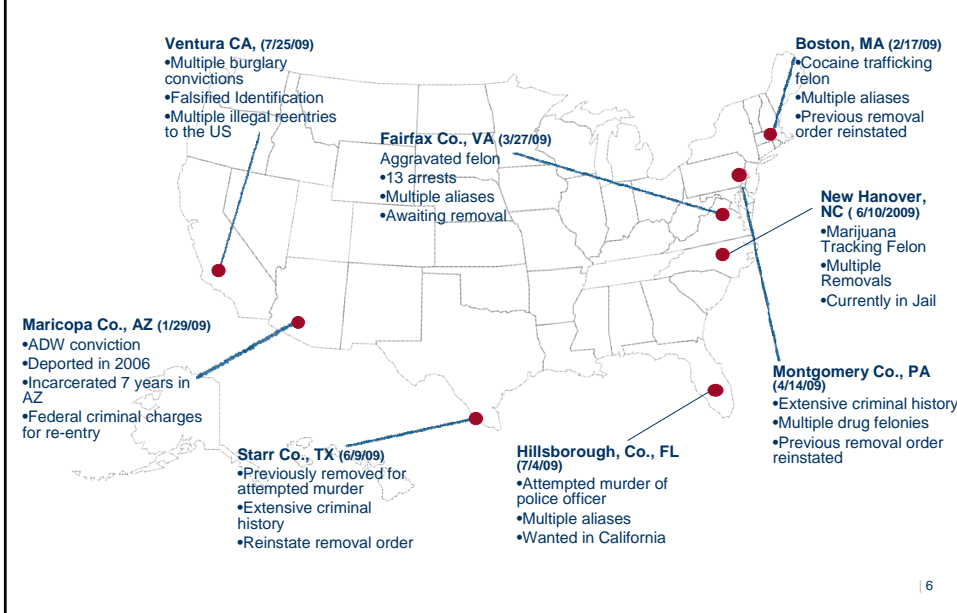 Ventura CA, (7/25/09)
•Multiple burglary
convictions
•Falsified Identification
•Multiple illegal reentries
to the US
Boston, MA (2/17/09)
•Cocaine trafficking
felon
•Multiple aliases
•Previous removal
order reinstated
Fairfax Co., VA (3/27/09)
Aggravated felon
•13 arrests
•Multiple aliases
•Awaiting removal
New Hanover,
NC ( 6/10/2009)
•Marijuana
Tracking Felon
•Multiple
Removals
•Currently in Jail
Maricopa Co., AZ (1/29/09)
•ADW conviction
•Deported in 2006
•Incarcerated 7 years in
AZ
•Federal criminal charges
for re-entry
Montgomery Co., PA
(4/14/09)
•Extensive criminal history
•Multiple drug felonies
•Previous removal order
reinstated
Starr Co., TX (6/9/09)
•Previously removed for
attempted murder
•Extensive criminal
history
•Reinstate removal order
Hillsborough, Co., FL
(7/4/09)
•Attempted murder of
police officer
•Multiple aliases
•Wanted in California
| 6